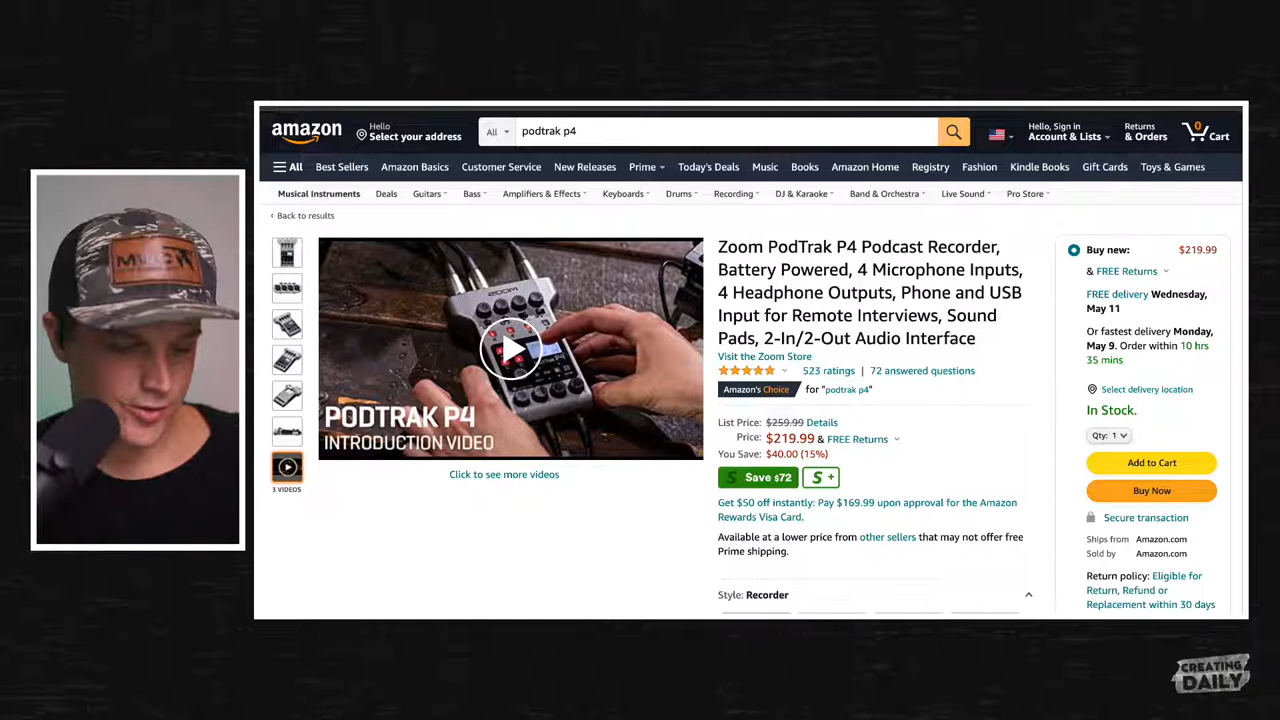 amazon
Hello
Select your address
All
podtrak p4
Hello, Sign in
Account & Lists
Returns
& Orders
0
Cart
All
Best Sellers
Amazon Basics
Customer Service
New Releases
Prime
Today's Deals
Music
Books
Amazon Home
Registry
Fashion
Kindle Books
Gift Cards
Toys & Games
Musical Instruments
Deals
Guitars
Bass
Amplifiers & Effects
Keyboards
Drums
Recording
DJ & Karaoke
Band & Orchestra
Live Sound
Pro Store
‹ Back to results
3 VIDEOS
ZOOM
PODTRAK P4
INTRODUCTION VIDEO
Click to see more videos
Zoom PodTrak P4 Podcast Recorder,
Battery Powered, 4 Microphone Inputs,
4 Headphone Outputs, Phone and USB
Input for Remote Interviews, Sound
Pads, 2-In/2-Out Audio Interface
Visit the Zoom Store
523 ratings | 72 answered questions
Amazon's Choice for "podtrak p4"
List Price: $259.99 Details
Price: $219.99 & FREE Returns
You Save: $40.00 (15%)
S Save $72 S +
Get $50 off instantly: Pay $169.99 upon approval for the Amazon
Rewards Visa Card.
Available at a lower price from other sellers that may not offer free
Prime shipping.
Style: Recorder
Buy new: $219.99
& FREE Returns
FREE delivery Wednesday,
May 11
Or fastest delivery Monday,
May 9. Order within 10 hrs
35 mins
Select delivery location
In Stock.
Qty: 1
Add to Cart
Buy Now
Secure transaction
Ships from Amazon.com
Sold by Amazon.com
Return policy: Eligible for
Return, Refund or
Replacement within 30 days
CREATING
DAILY